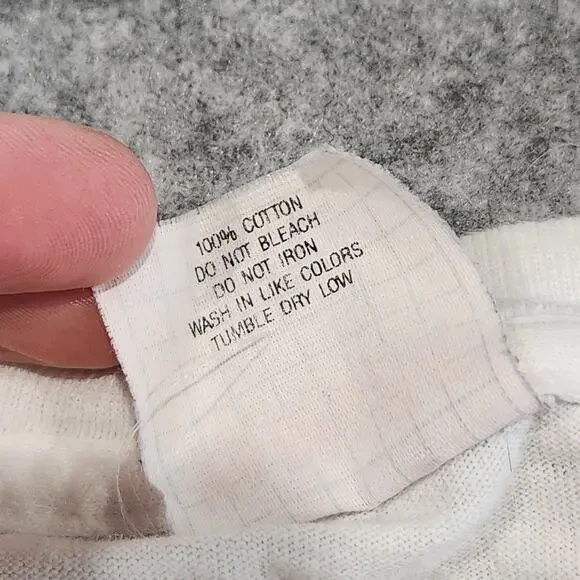 100% COTTON
DO NOT BLEACH
DO NOT IRON
WASH IN LIKE COLORS
TUMBLE DRY LOW